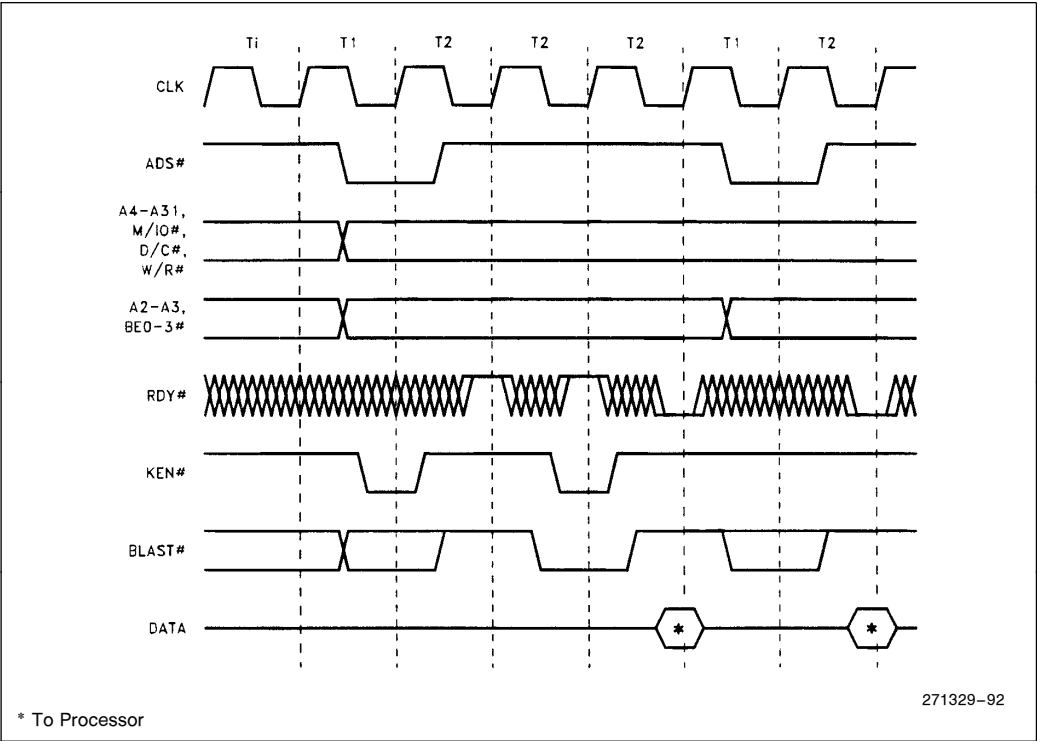 Ti T1 T2 T2 T2 T1 T2
CLK
ADS#
A4-A31,
M/IO#,
D/C#,
W/R#
A2-A3,
BE0-3#
RDY#
KEN#
BLAST#
DATA * *
271329–92
* To Processor